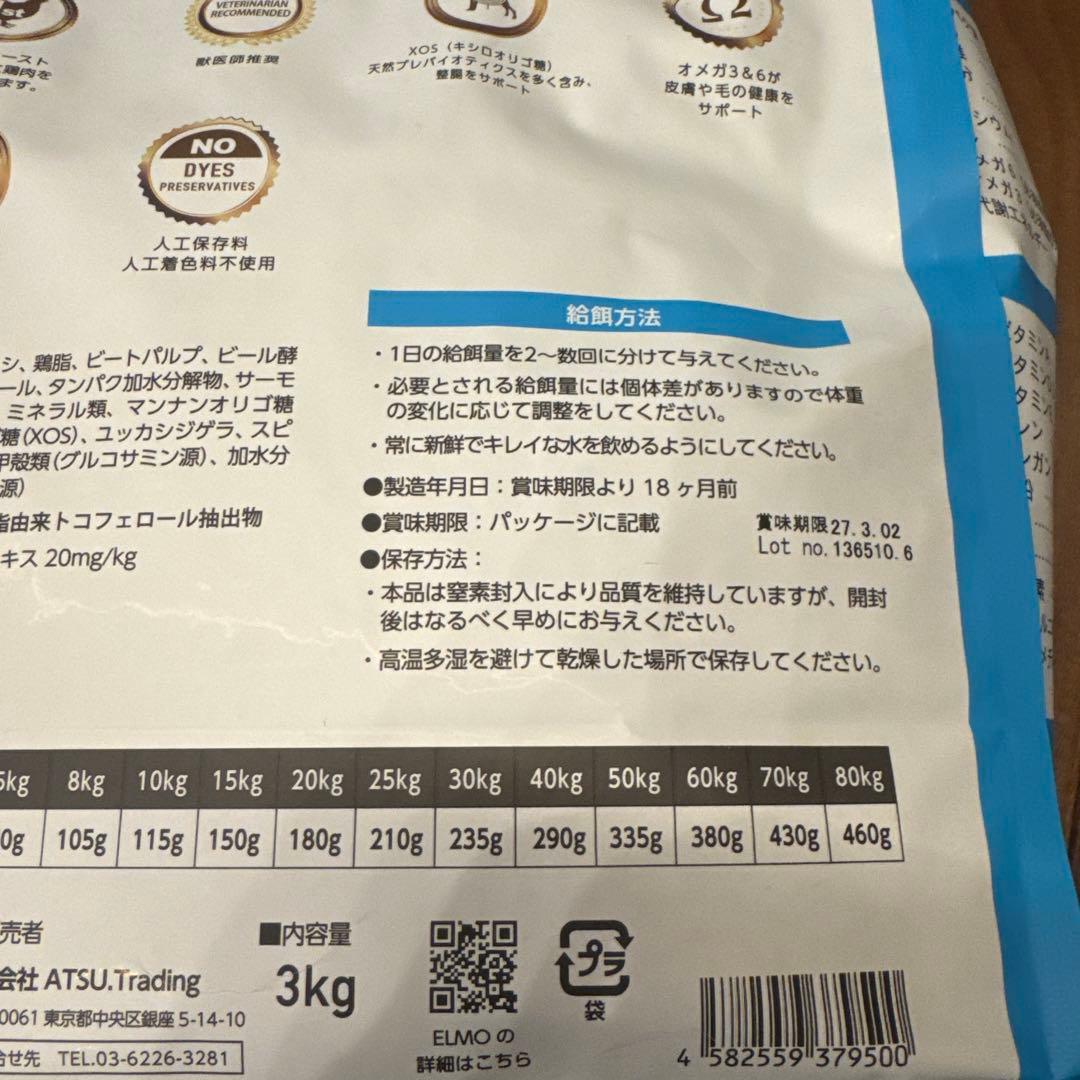 VETERINARIAN
RECOMMENDED
獣医師推奨
XOS（キシロオリゴ糖）
天然プレバイオティクスを多く含み、
整腸をサポート
Ω
オメガ3＆6が
皮膚や毛の健康を
サポート
ースト
鶏肉を
ます。
NO
DYES
PRESERVATIVES
人工保存料
人工着色料不使用
シ、鶏脂、ビートパルプ、ビール酵
ール、タンパク加水分解物、サーモ
ミネラル類、マンナンオリゴ糖
糖（XOS）、ユッカシジゲラ、スピ
甲殻類（グルコサミン源）、加水分
源）
脂由来トコフェロール抽出物
キス 20mg/kg
給餌方法
・1日の給餌量を2〜数回に分けて与えてください。
・必要とされる給餌量には個体差がありますので体重
の変化に応じて調整をしてください。
・常に新鮮でキレイな水を飲めるようにしてください。
●製造年月日：賞味期限より 18 ヶ月前
●賞味期限：パッケージに記載
賞味期限27.3.02
Lot no.136510.6
●保存方法：
・本品は窒素封入により品質を維持していますが、開封
後はなるべく早めにお与えください。
・高温多湿を避けて乾燥した場所で保存してください。
5kg 8kg 10kg 15kg 20kg 25kg 30kg 40kg 50kg 60kg 70kg 80kg
0g 105g 115g 150g 180g 210g 235g 290g 335g 380g 430g 460g
売者
会社 ATSU.Trading
0061 東京都中央区銀座 5-14-10
合せ先 TEL.03-6226-3281
■内容量
3kg
ELMO の
詳細はこちら
プラ
袋
4 582559 379500